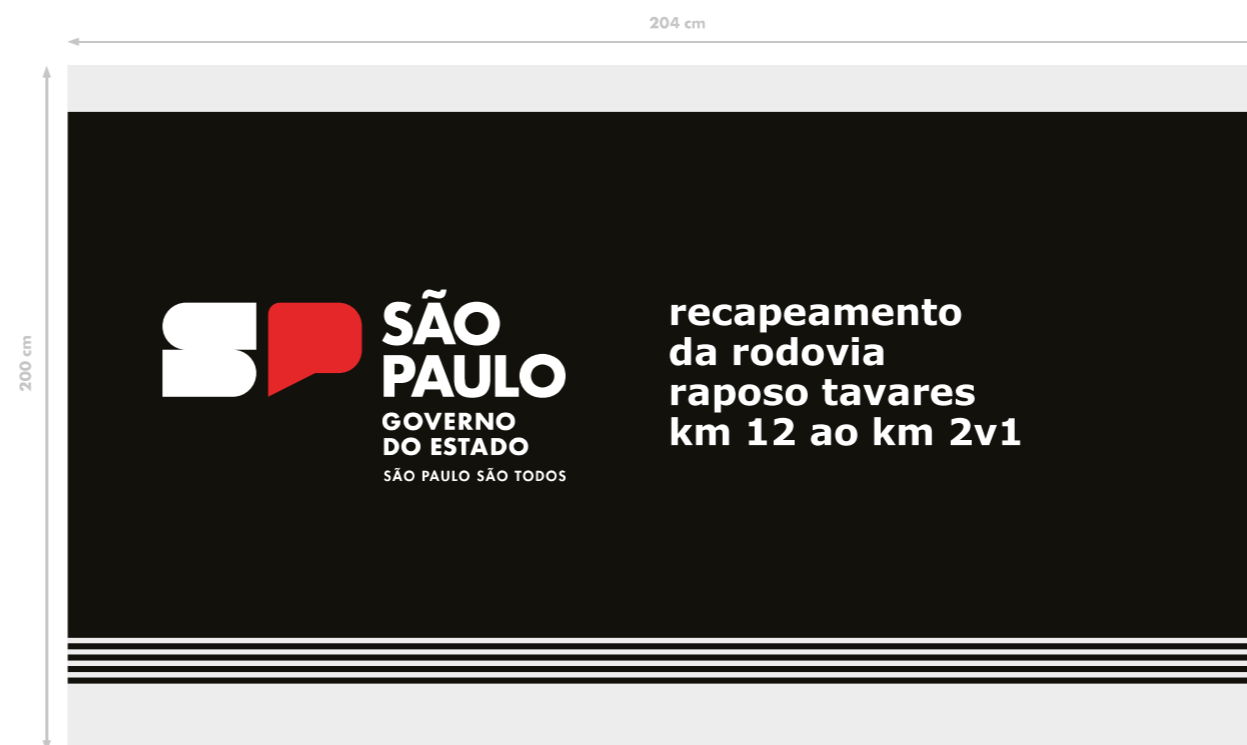 204 cm
200 cm
SÃO
PAULO
GOVERNO
DO ESTADO
SÃO PAULO SÃO TODOS
recapeamento
da rodovia
raposo tavares
km 12 ao km 2v1